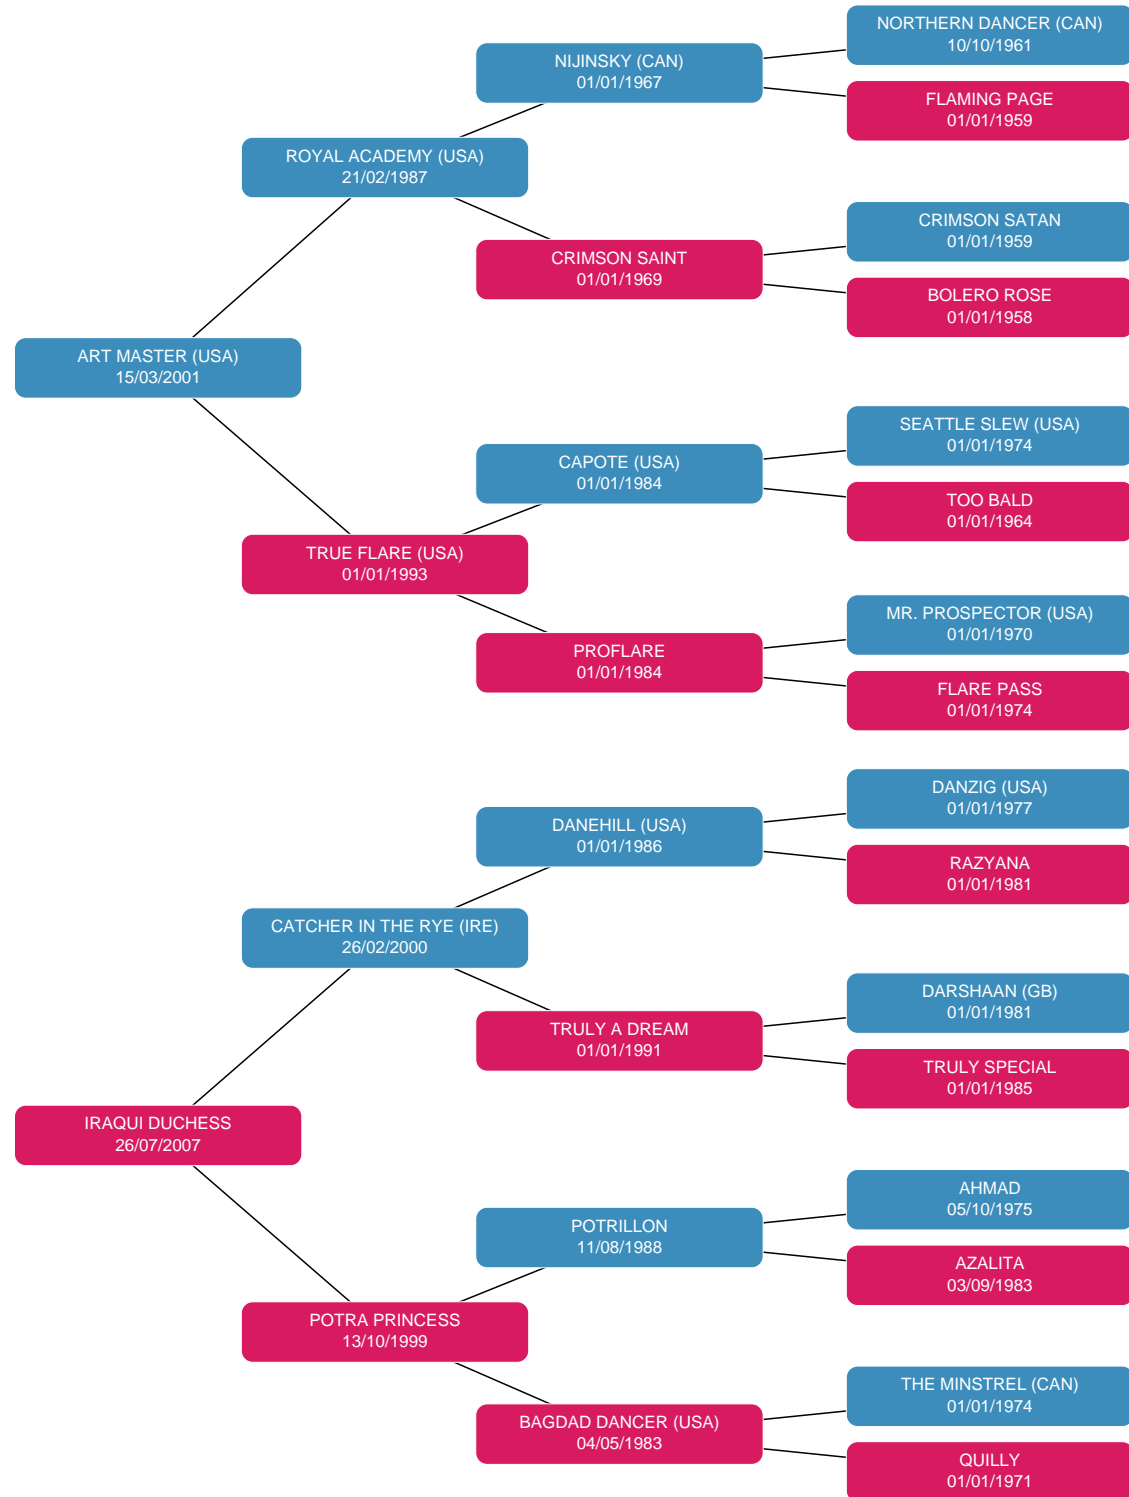 NORTHERN DANCER (CAN)
10/10/1961
NIJINSKY (CAN)
01/01/1967
FLAMING PAGE
01/01/1959
ROYAL ACADEMY (USA)
21/02/1987
CRIMSON SATAN
01/01/1959
CRIMSON SAINT
01/01/1969
BOLERO ROSE
01/01/1958
ART MASTER (USA)
15/03/2001
SEATTLE SLEW (USA)
01/01/1974
CAPOTE (USA)
01/01/1984
TOO BALD
01/01/1964
TRUE FLARE (USA)
01/01/1993
MR. PROSPECTOR (USA)
01/01/1970
PROFLARE
01/01/1984
FLARE PASS
01/01/1974
DANZIG (USA)
01/01/1977
DANEHILL (USA)
01/01/1986
RAZYANA
01/01/1981
CATCHER IN THE RYE (IRE)
26/02/2000
DARSHAAN (GB)
01/01/1981
TRULY A DREAM
01/01/1991
TRULY SPECIAL
01/01/1985
IRAQUI DUCHESS
26/07/2007
AHMAD
05/10/1975
POTRILLON
11/08/1988
AZALITA
03/09/1983
POTRA PRINCESS
13/10/1999
THE MINSTREL (CAN)
01/01/1974
BAGDAD DANCER (USA)
04/05/1983
QUILLY
01/01/1971